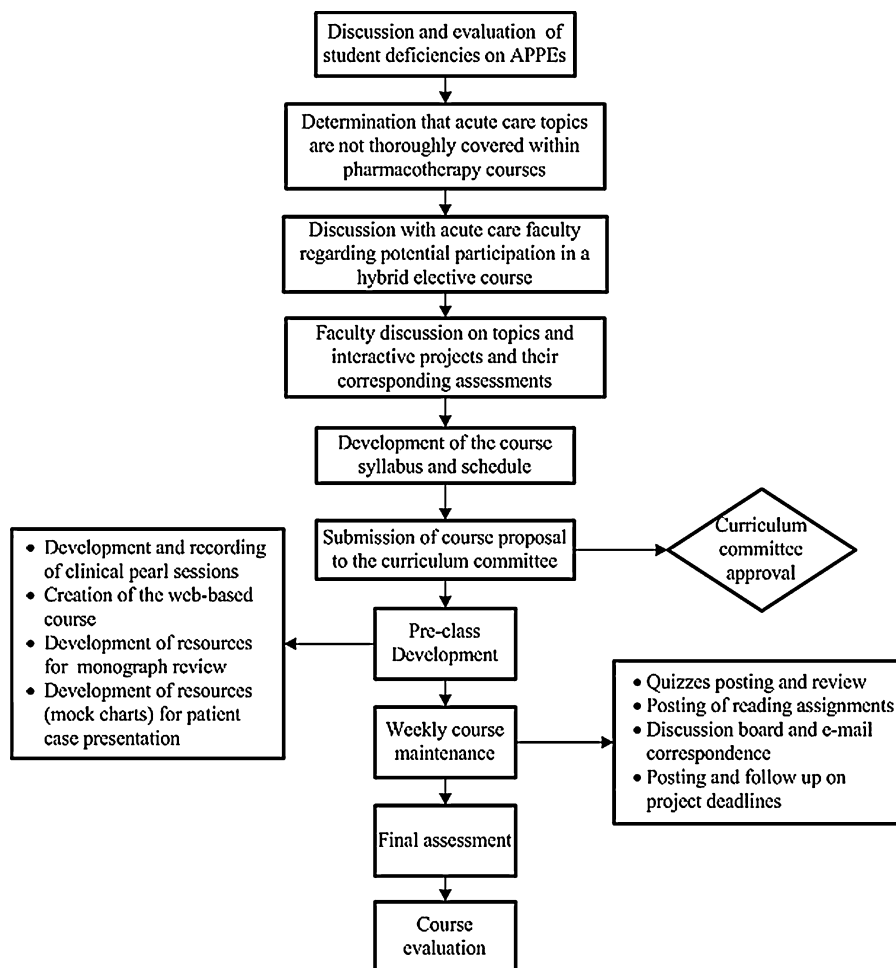 Discussion and evaluation of
student deficiencies on APPEs
Determination that acute care topics
are not thoroughly covered within
pharmacotherapy courses
Discussion with acute care faculty
regarding potential participation in a
hybrid elective course
Faculty discussion on topics and
interactive projects and their
corresponding assessments
Development of the course
syllabus and schedule
Submission of course proposal
to the curriculum committee
Curriculum
committee
approval
Pre-class
Development
• Development and recording
of clinical pearl sessions
• Creation of the web-based
course
• Development of resources
for monograph review
• Development of resources
(mock charts) for patient
case presentation
Weekly course
maintenance
• Quizzes posting and review
• Posting of reading assignments
• Discussion board and e-mail
correspondence
• Posting and follow up on
project deadlines
Final assessment
Course
evaluation